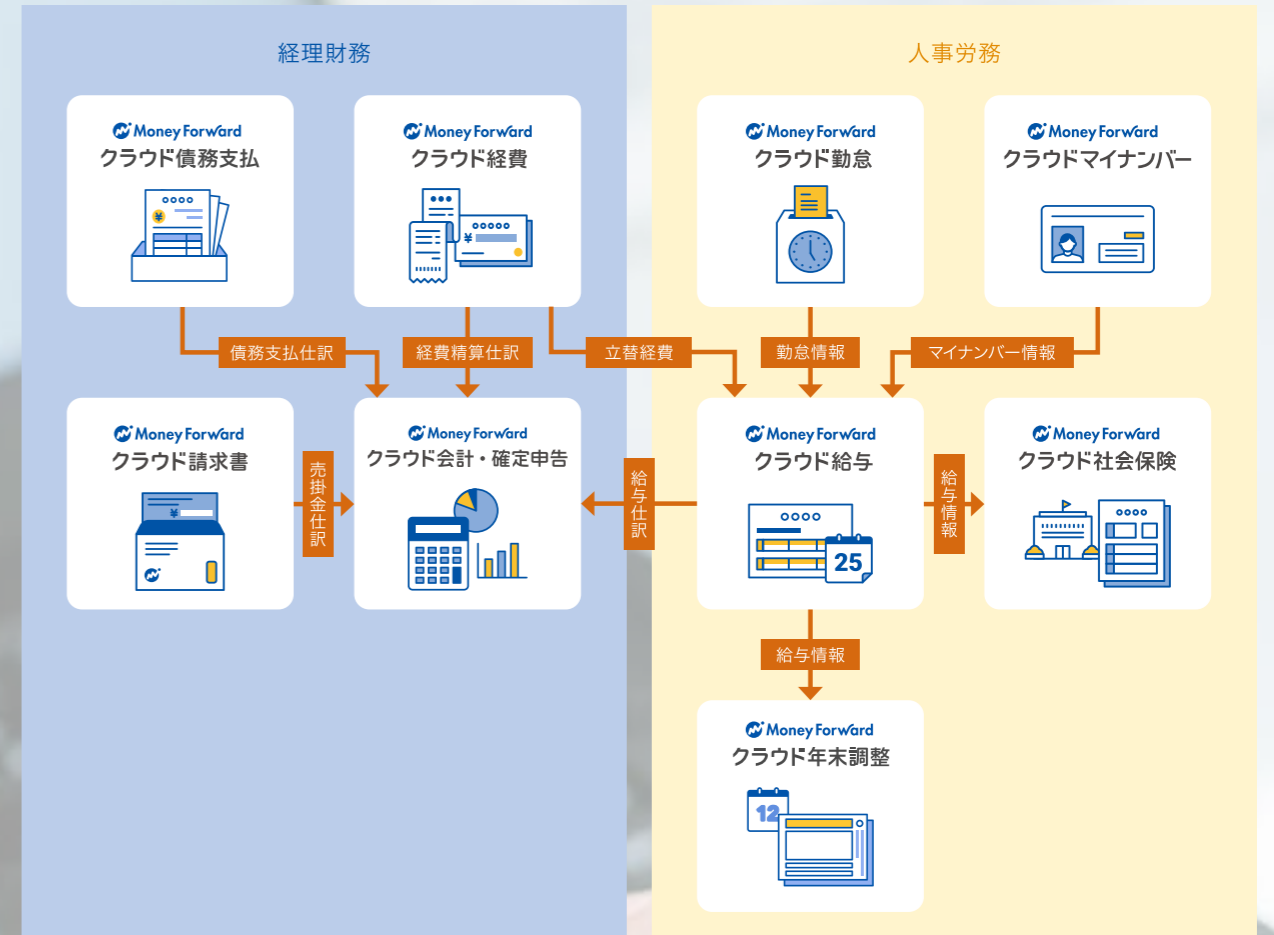 経理財務
人事労務
Money Forward
クラウド債務支払
¥
Money Forward
クラウド経費
¥
Money Forward
クラウド勤怠
Money Forward
クラウドマイナンバー
債務支払仕訳
経費精算仕訳
立替経費
勤怠情報
マイナンバー情報
Money Forward
クラウド請求書
¥
売掛金仕訳
Money Forward
クラウド会計・確定申告
給与仕訳
Money Forward
クラウド給与
25
給与情報
Money Forward
クラウド社会保険
給与情報
Money Forward
クラウド年末調整
12